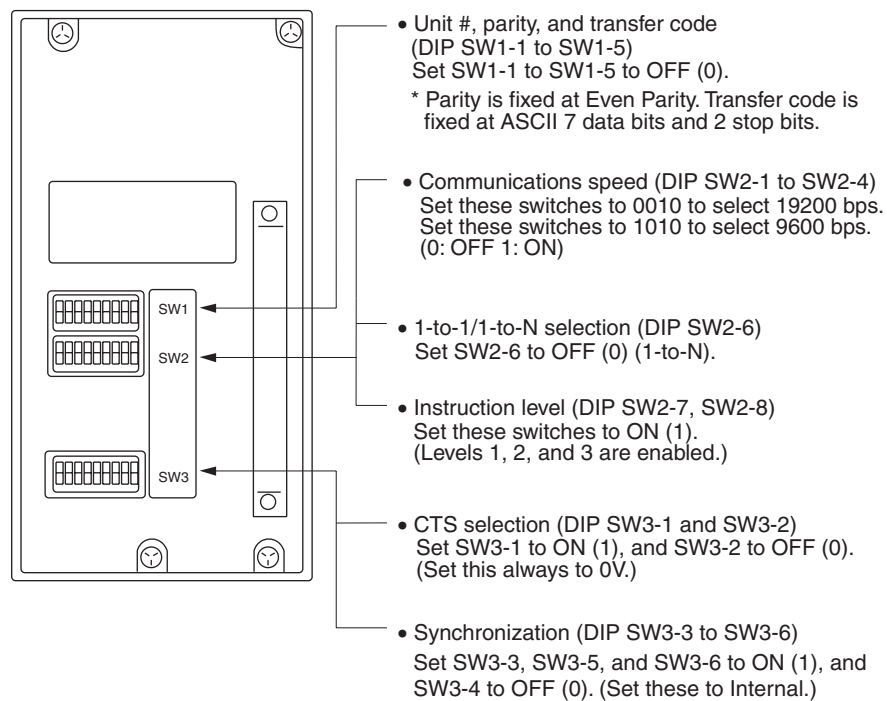 • Unit #, parity, and transfer code
(DIP SW1-1 to SW1-5)
Set SW1-1 to SW1-5 to OFF (0).
* Parity is fixed at Even Parity. Transfer code is
fixed at ASCII 7 data bits and 2 stop bits.
• Communications speed (DIP SW2-1 to SW2-4)
Set these switches to 0010 to select 19200 bps.
Set these switches to 1010 to select 9600 bps.
(0: OFF 1: ON)
SW1
SW2
SW3
• 1-to-1/1-to-N selection (DIP SW2-6)
Set SW2-6 to OFF (0) (1-to-N).
• Instruction level (DIP SW2-7, SW2-8)
Set these switches to ON (1).
(Levels 1, 2, and 3 are enabled.)
• CTS selection (DIP SW3-1 and SW3-2)
Set SW3-1 to ON (1), and SW3-2 to OFF (0).
(Set this always to 0V.)
• Synchronization (DIP SW3-3 to SW3-6)
Set SW3-3, SW3-5, and SW3-6 to ON (1), and
SW3-4 to OFF (0). (Set these to Internal.)